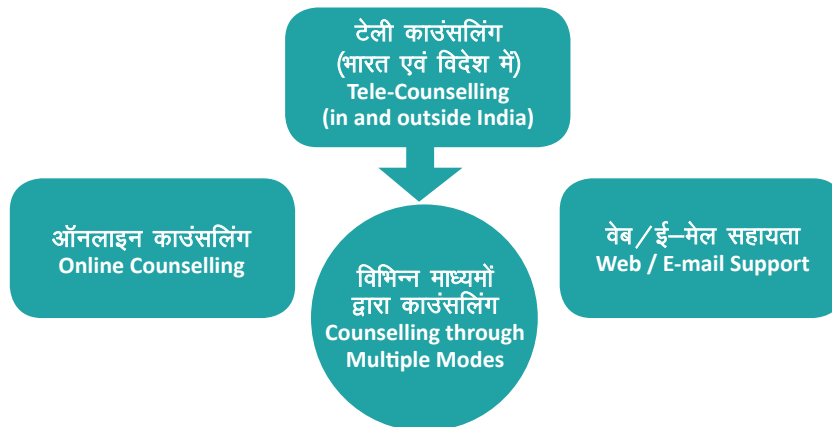 टेली काउंसलिंग
(भारत एवं विदेश में)
Tele-Counselling
(in and outside India)
ऑनलाइन काउंसलिंग
Online Counselling
विभिन्न माध्यमों
द्वारा काउंसलिंग
Counselling through
Multiple Modes
वेब/ई–मेल सहायता
Web / E-mail Support